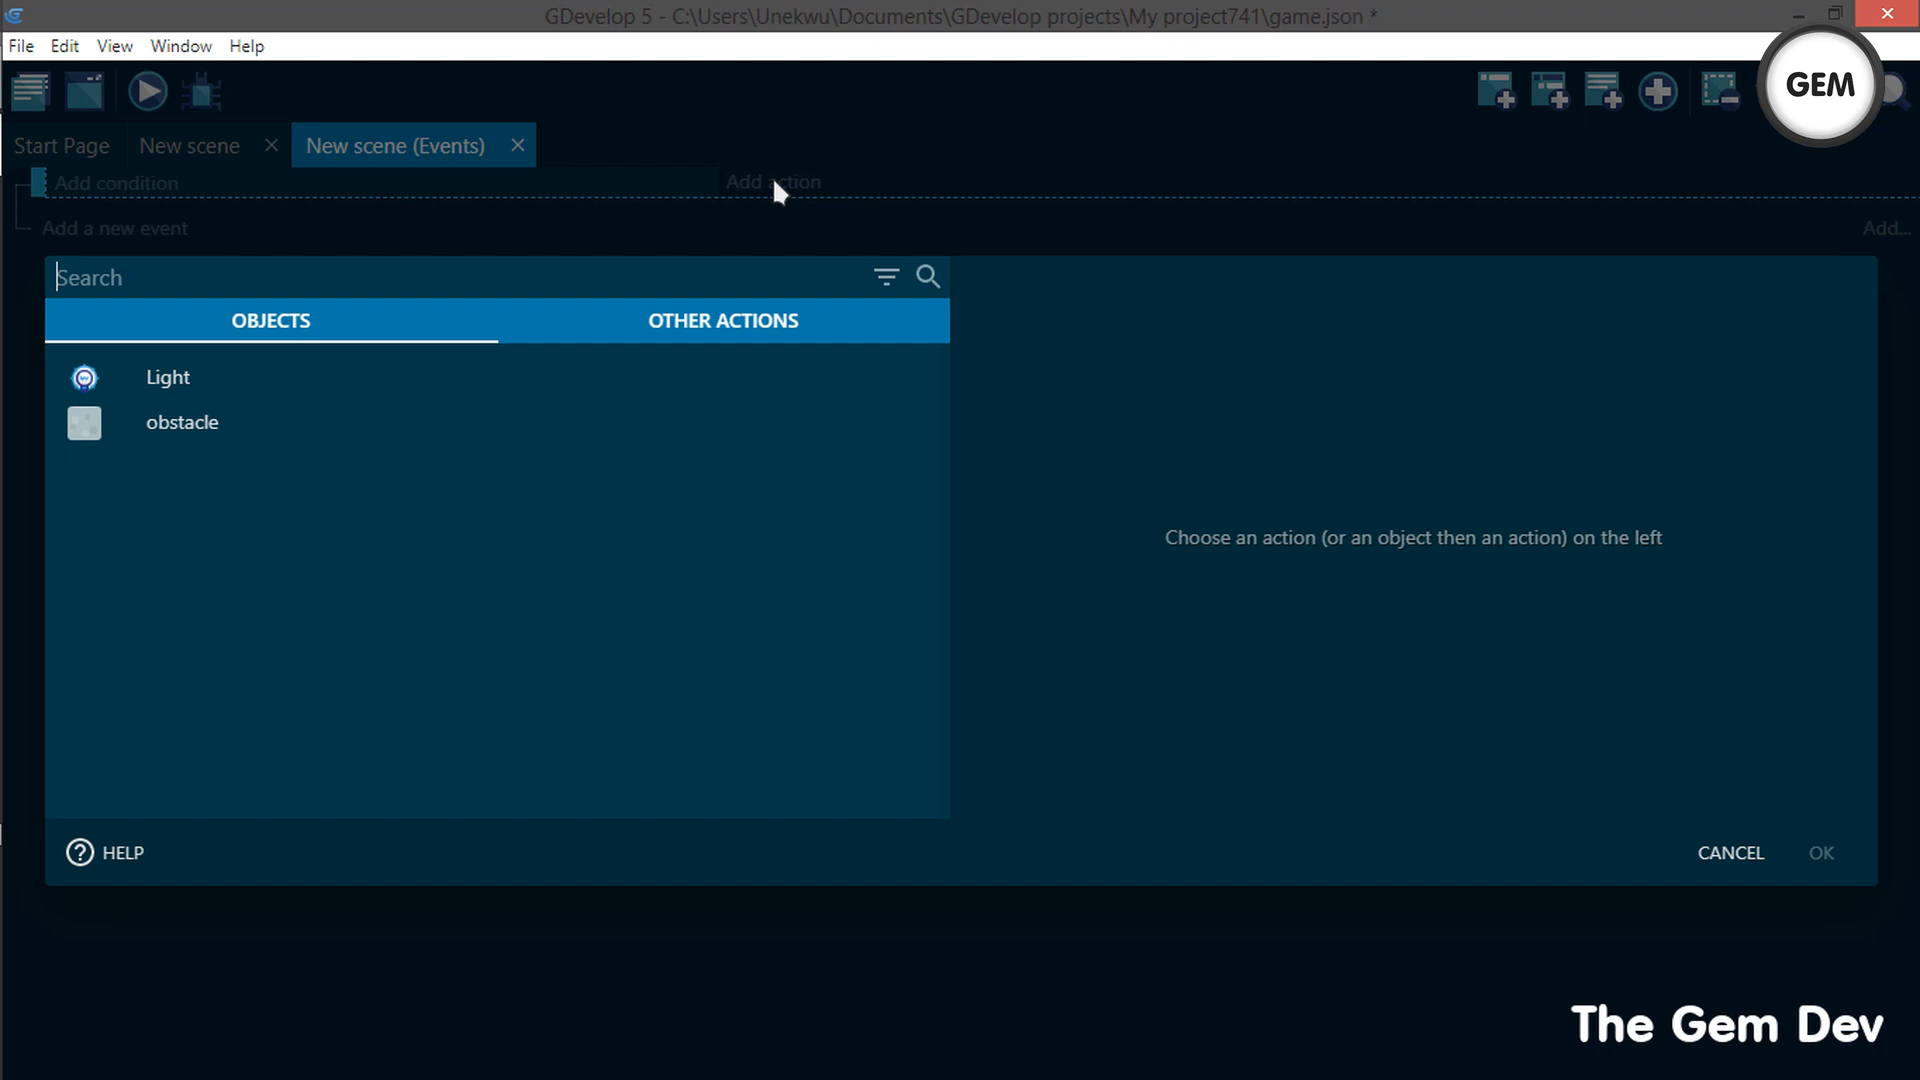 GDevelop 5 - C:\Users\Unekwu\Documents\GDevelop projects\My project741\game.json *
File Edit View Window Help
GEM
Start Page New scene New scene (Events)
Add condition Add action
Add a new event Add...
Search
OBJECTS OTHER ACTIONS
Light
obstacle
Choose an action (or an object then an action) on the left
HELP CANCEL OK
The Gem Dev